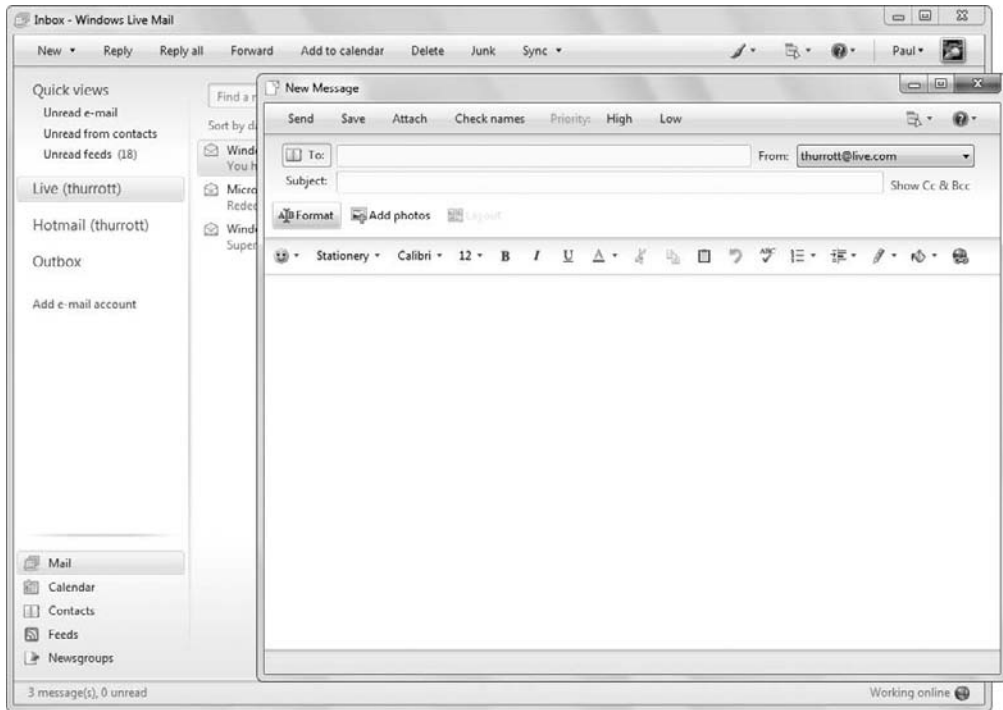 Inbox - Windows Live Mail
New Reply Reply all Forward Add to calendar Delete Junk Sync Paul
Quick views
Unread e-mail
Unread from contacts
Unread feeds (18)
Live (thurrott)
Hotmail (thurrott)
Outbox
Add e-mail account
Mail
Calendar
Contacts
Feeds
Newsgroups
Find a
Sort by
Wind
You h
Micro
Redee
Wind
Super
New Message
Send Save Attach Check names Priority: High Low
To: From: thurrott@live.com
Subject: Show Cc & Bcc
Format Add photos Layout
Stationery Calibri 12 B I U A ABC
3 message(s), 0 unread Working online